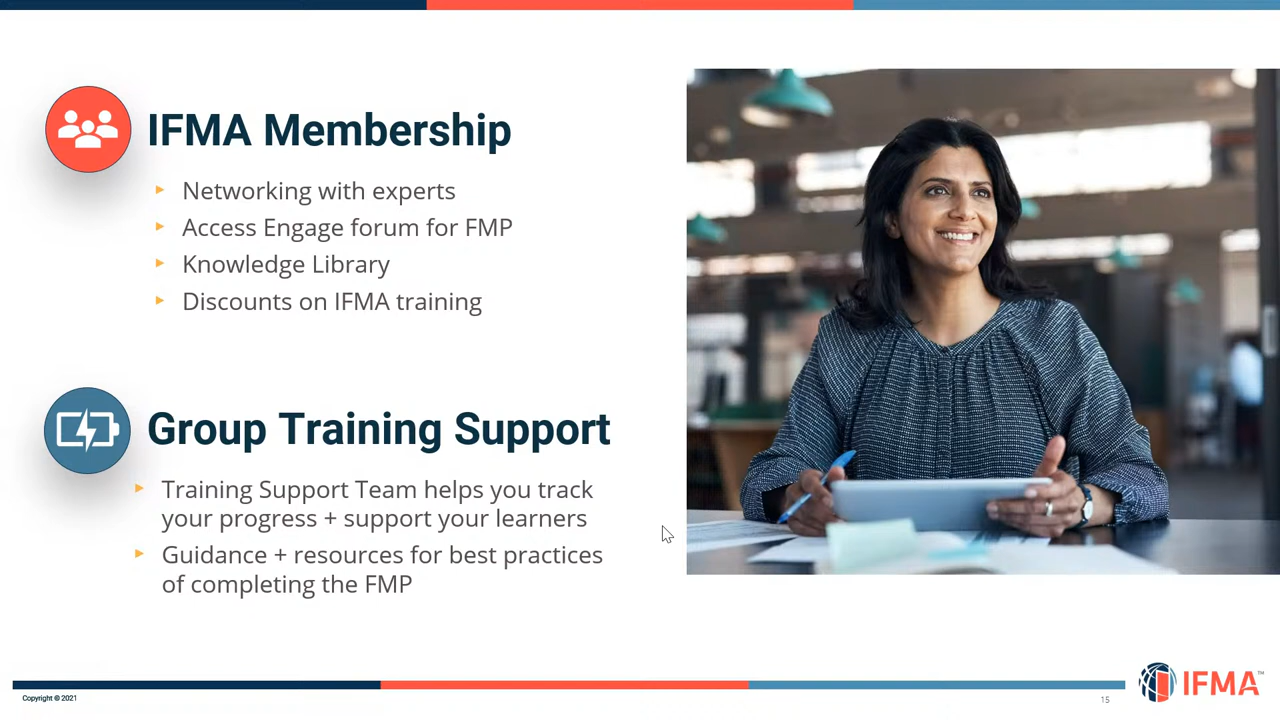 IFMA Membership
Networking with experts
Access Engage forum for FMP
Knowledge Library
Discounts on IFMA training
Group Training Support
Training Support Team helps you track
your progress + support your learners
Guidance + resources for best practices
of completing the FMP
Copyright © 2021
15
IFMA™